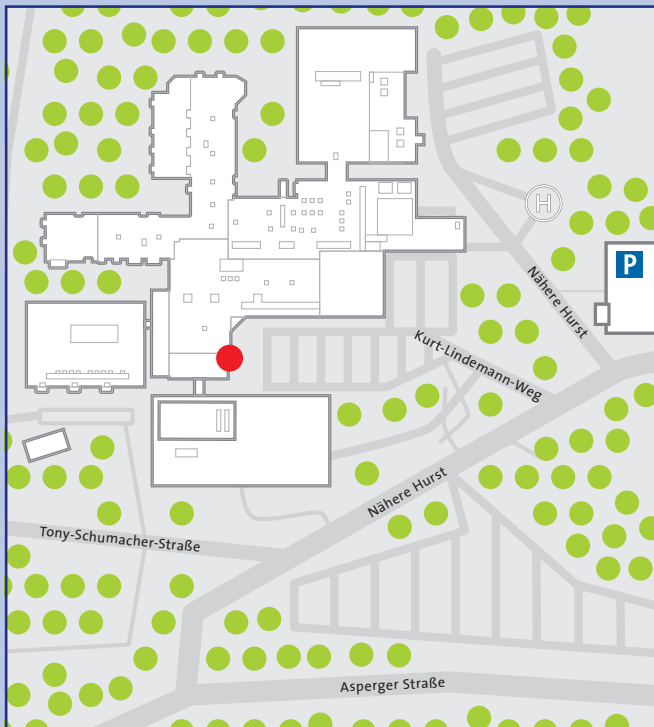 H
P
Nähere Hurst
Kurt-Lindemann-Weg
Nähere Hurst
Tony-Schumacher-Straße
Asperger Straße